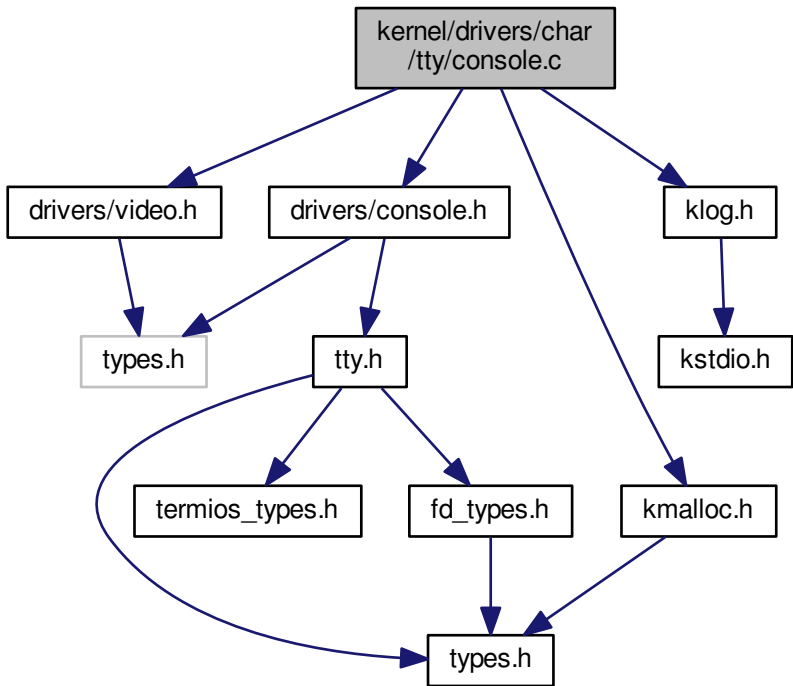 kernel/drivers/char
/tty/console.c
drivers/video.h
drivers/console.h
klog.h
types.h
tty.h
kstdio.h
termios_types.h
fd_types.h
kmalloc.h
types.h